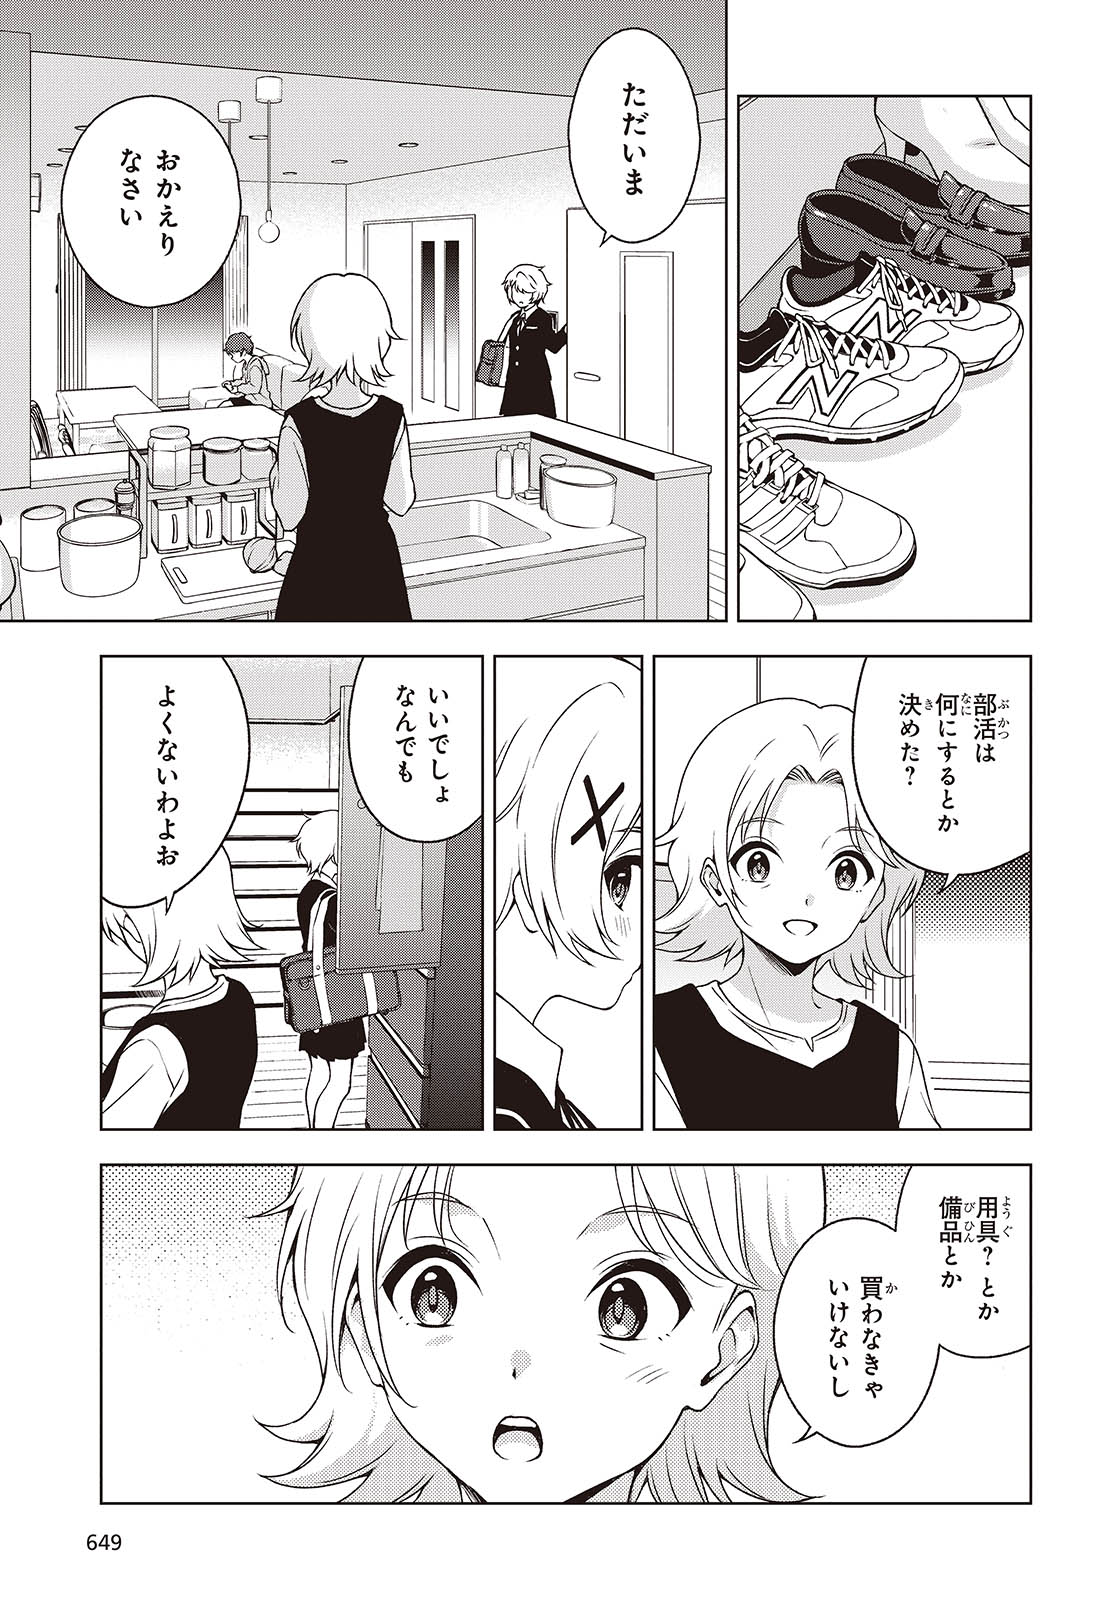 ただいま
おかえり
なさい
N
N
部活は
何にするとか
決めた?
いいでしょ
なんでも
よくないわよぉ
用具?とか
備品とか
買わなきゃ
いけないし
649